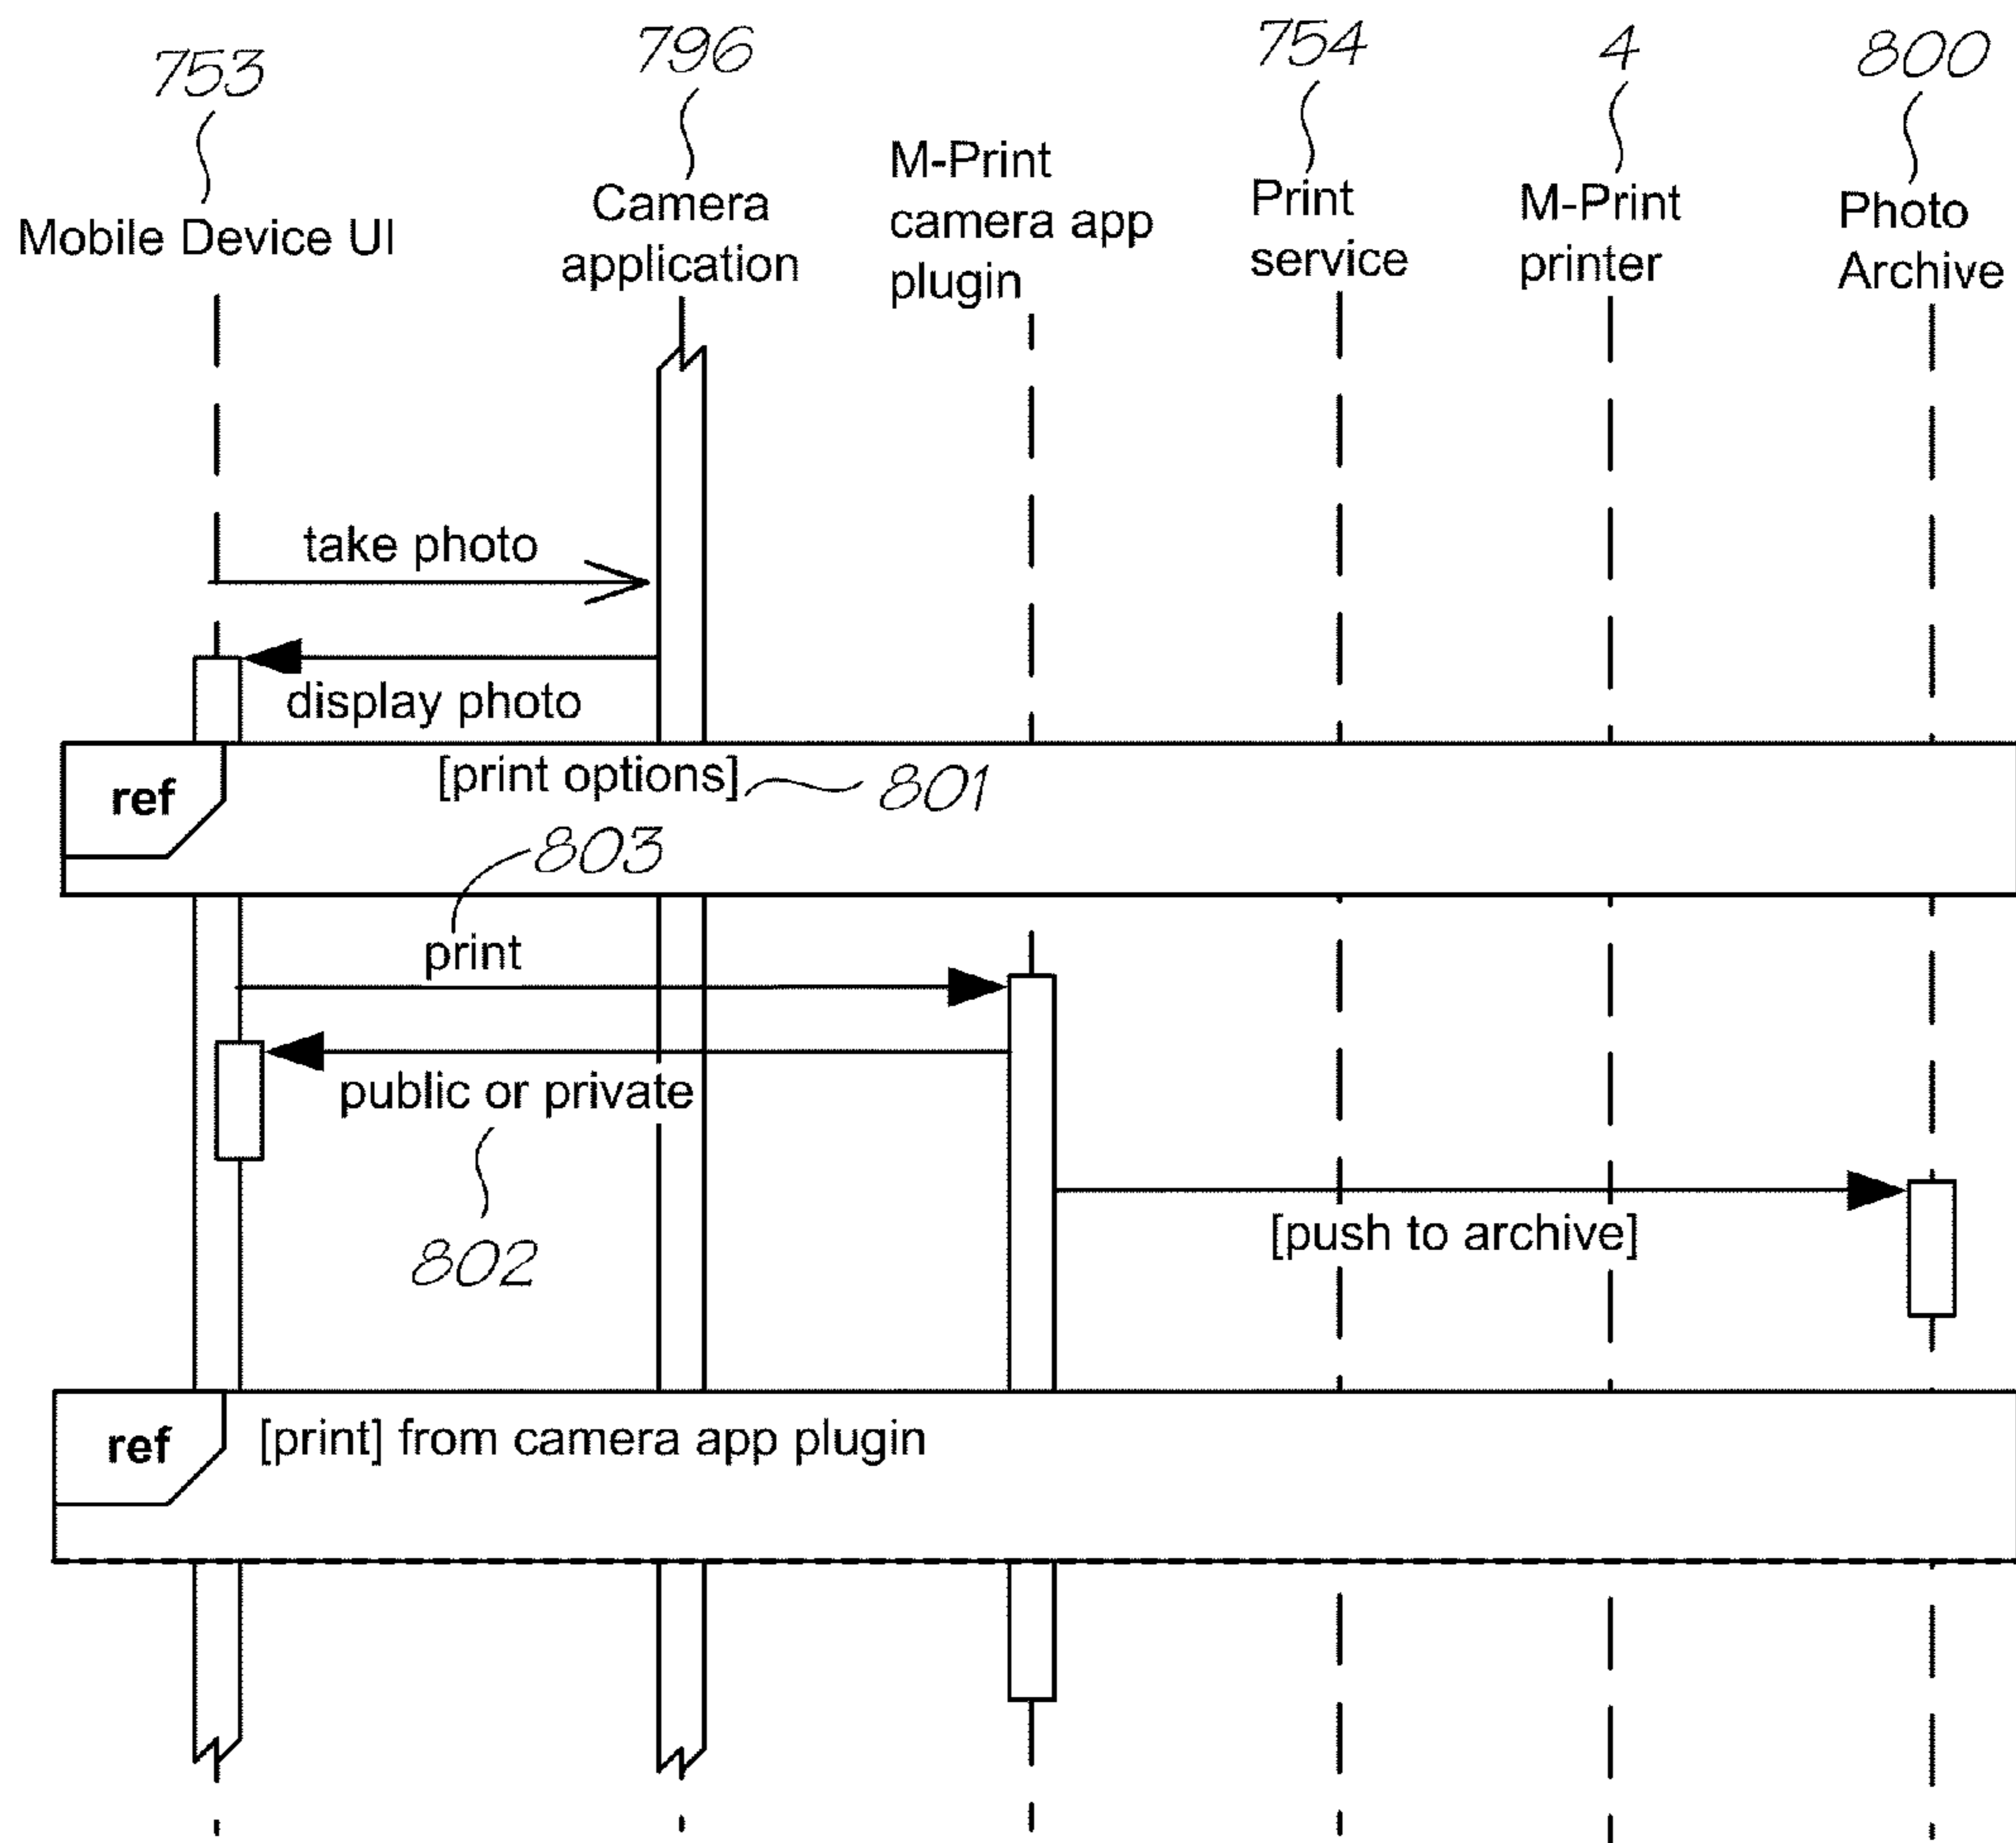 753
796
754
4
800
Mobile Device UI
Camera
application
M-Print
camera app
plugin
Print
service
M-Print
printer
Photo
Archive
take photo
display photo
ref
[print options]
801
803
print
public or private
802
[push to archive]
ref
[print] from camera app plugin